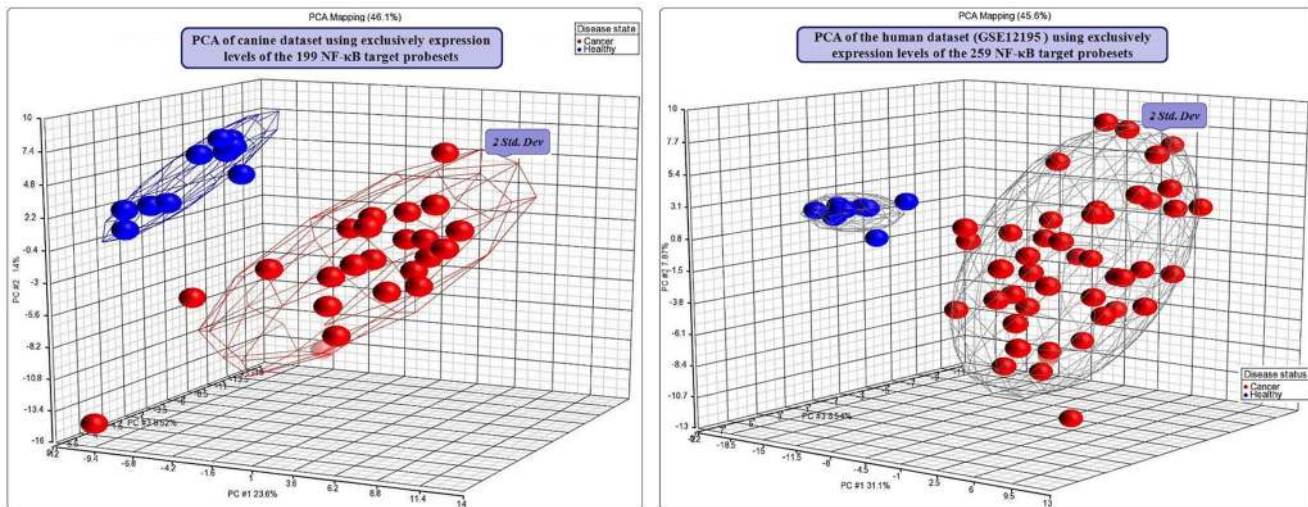 PCA Mapping (46.1%)
Disease state
Cancer
Healthy
PCA of canine dataset using exclusively expression
levels of the 199 NF-κB target probesets
2 Std. Dev
10
7.4
4.8
2.2
-0.4
-3
-5.6
-8.2
-10.8
-13.4
-16
PC #2 14%
PC #3 8.52%
-9.4
-6.8
-4.2
-1.6
1
3.6
6.2
8.8
11.4
14
PC #1 23.6%
PCA Mapping (45.6%)
PCA of the human dataset (GSE12195 ) using exclusively
expression levels of the 259 NF-κB target probesets
2 Std. Dev
10
7.7
5.4
3.1
0.8
-1.5
-3.8
-6.1
-8.4
-10.7
-13
PC #2 7.87%
PC #3 6.54%
-22
-18.5
-15
-11.5
-8
-4.5
-1
2.5
6
9.5
13
PC #1 31.1%
Disease status
Cancer
Healthy